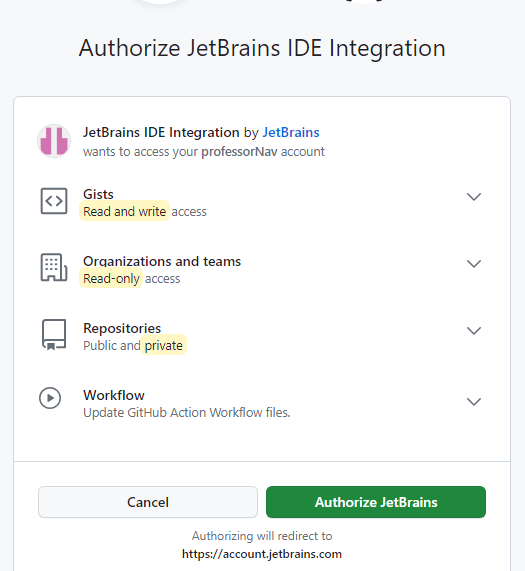 Authorize JetBrains IDE Integration
JetBrains IDE Integration by JetBrains
wants to access your professorNav account
Gists
Read and write access
Organizations and teams
Read-only access
Repositories
Public and private
Workflow
Update GitHub Action Workflow files.
Cancel
Authorize JetBrains
Authorizing will redirect to
https://account.jetbrains.com